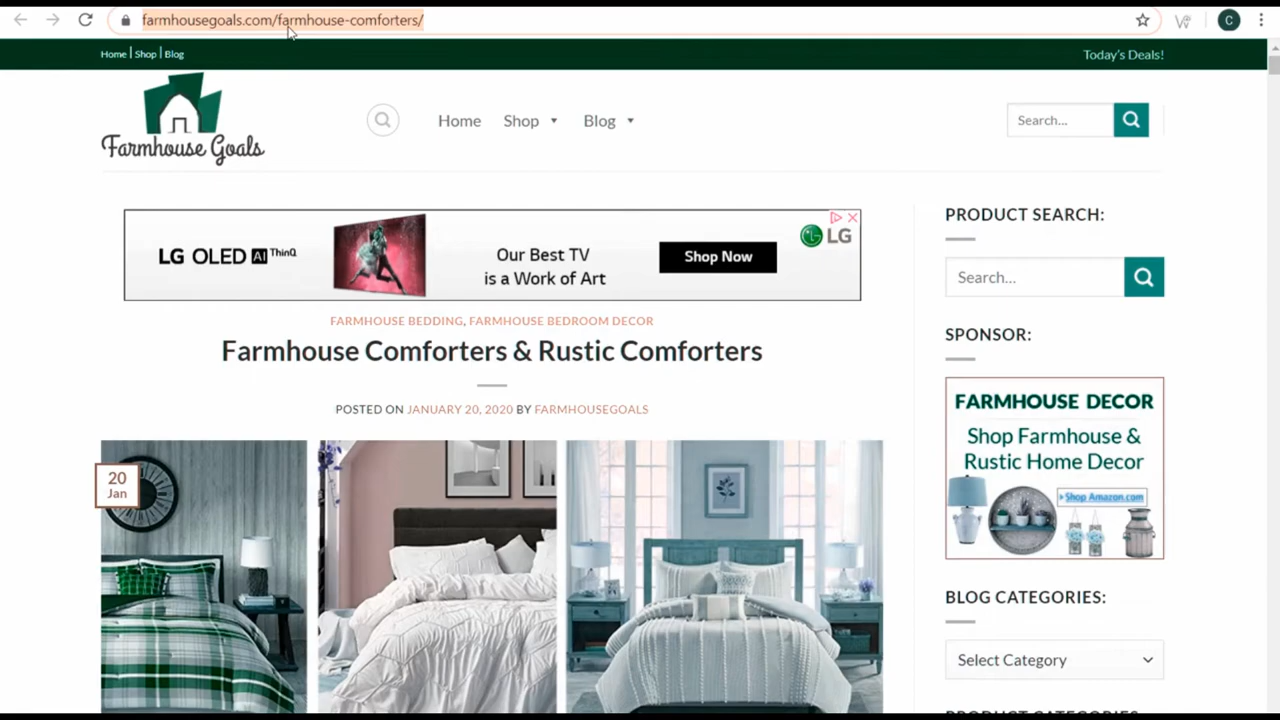 farmhousegoals.com/farmhouse-comforters/
C
Home | Shop | Blog
Today's Deals!
Farmhouse Goals
Home Shop Blog
Search...
LG OLED AI ThinQ
Our Best TV
is a Work of Art
Shop Now
LG
PRODUCT SEARCH:
Search...
FARMHOUSE BEDDING, FARMHOUSE BEDROOM DECOR
Farmhouse Comforters & Rustic Comforters
POSTED ON JANUARY 20, 2020 BY FARMHOUSEGOALS
20
Jan
SPONSOR:
FARMHOUSE DECOR
Shop Farmhouse &
Rustic Home Decor
Shop Amazon.com
BLOG CATEGORIES:
Select Category
PRODUCT CATEGORIES: